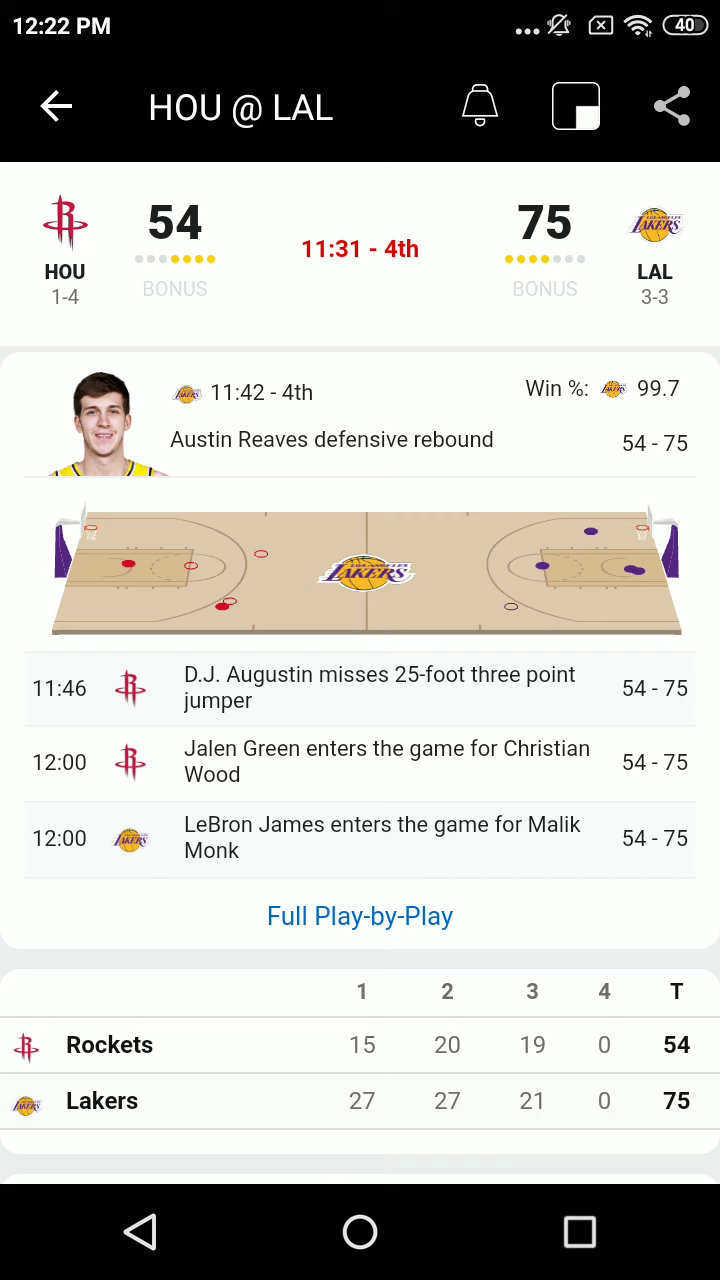 12:22 PM
40
HOU @ LAL
54
75
11:31 - 4th
HOU
BONUS
BONUS
LAL
1-4
3-3
11:42 - 4th
Win %: 99.7
Austin Reaves defensive rebound
54 - 75
LAKERS
11:46
D.J. Augustin misses 25-foot three point
jumper
54 - 75
12:00
Jalen Green enters the game for Christian
Wood
54 - 75
12:00
LeBron James enters the game for Malik
Monk
54 - 75
Full Play-by-Play
1 2 3 4 T
Rockets 15 20 19 0 54
Lakers 27 27 21 0 75